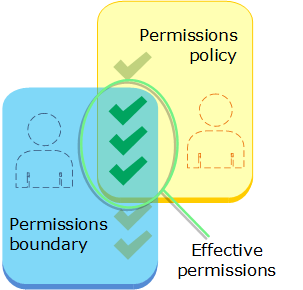 Permissions
policy
Permissions
boundary
Effective
permissions